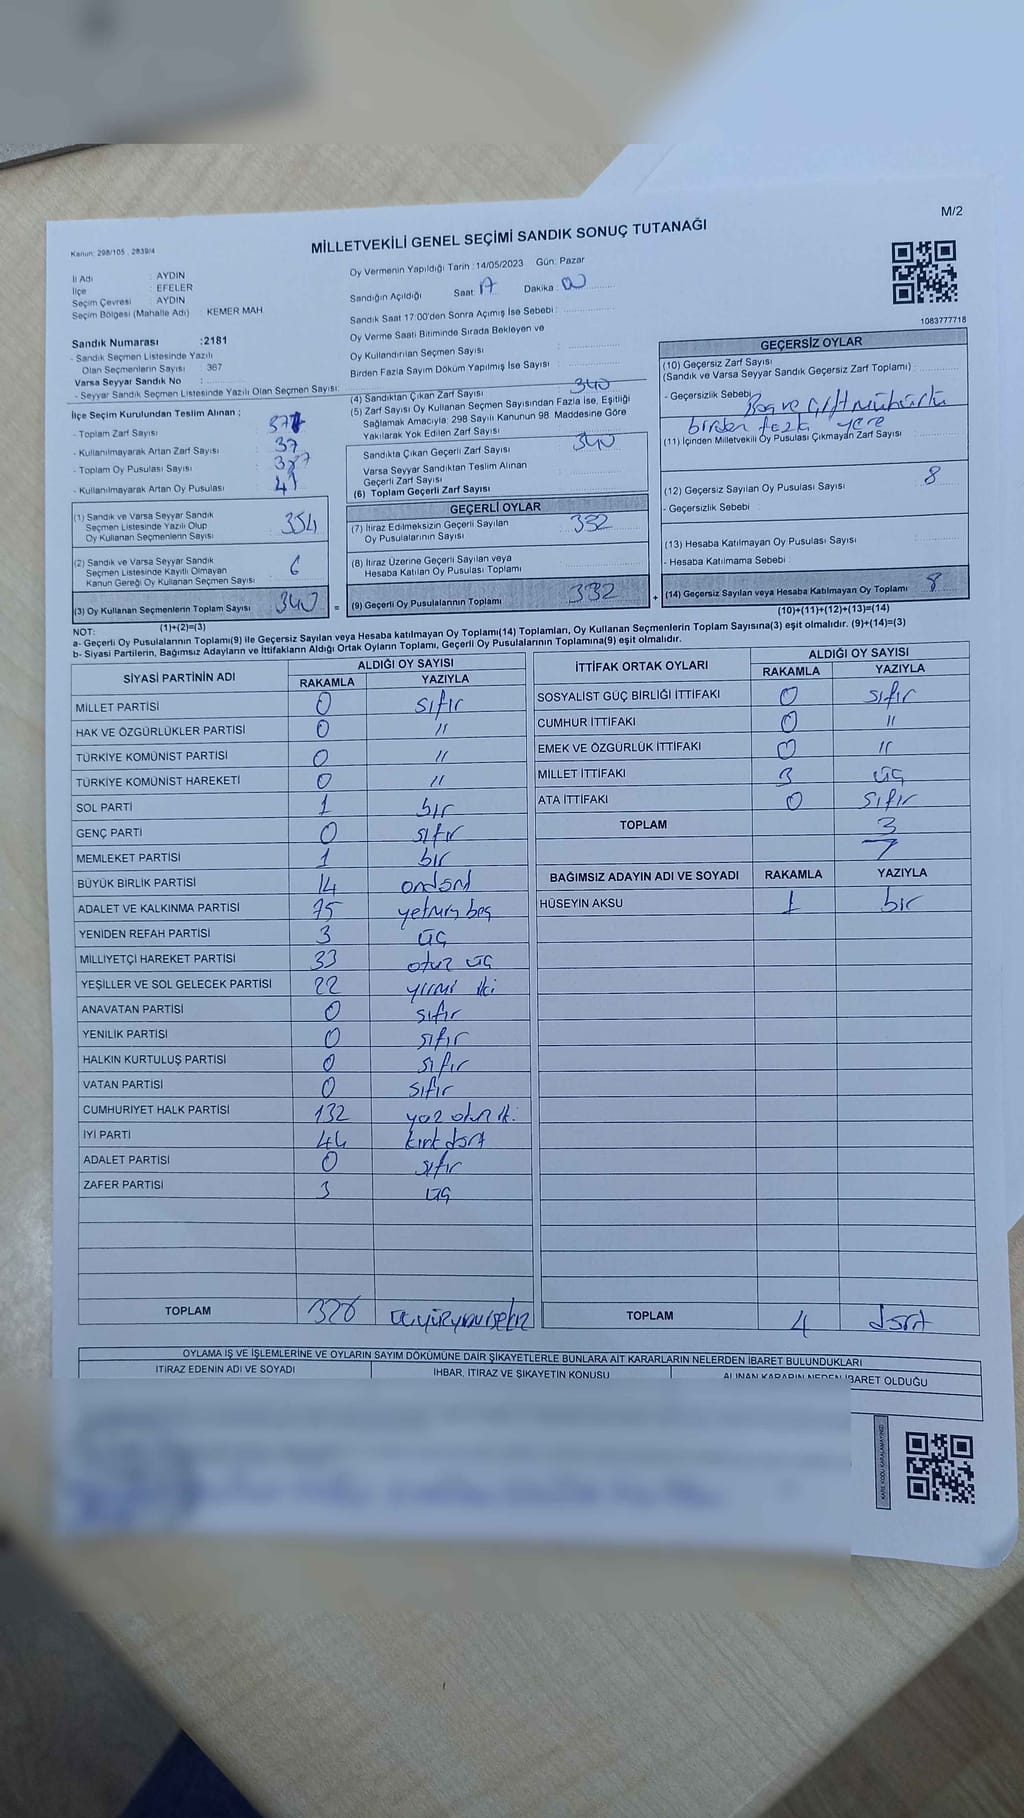 M/2
Kanun: 298/105, 2839/4
MİLLETVEKİLİ GENEL SEÇİMİ SANDIK SONUÇ TUTANAĞI
İl Adı : AYDIN
İlçe : EFELER
Seçim Çevresi : AYDIN
Seçim Bölgesi (Mahalle Adı) KEMER MAH
Oy Vermenin Yapıldığı Tarih : 14/05/2023 Gün: Pazar
Sandığın Açıldığı Saat: 17 Dakika : 00
Sandık Saat 17:00'den Sonra Açımış İse Sebebi :
Oy Verme Saati Bitiminde Sırada Bekleyen ve
Oy Kullandırılan Seçmen Sayısı :
Birden Fazla Sayım Döküm Yapılmış İse Sayısı :
1083777718
Sandık Numarası :2181
- Sandık Seçmen Listesinde Yazılı
Olan Seçmenlerin Sayısı : 367
Varsa Seyyar Sandık No :
- Seyyar Sandık Seçmen Listesinde Yazılı Olan Seçmen Sayısı:
İlçe Seçim Kurulundan Teslim Alınan ;
- Toplam Zarf Sayısı : 377
- Kullanılmayarak Artan Zarf Sayısı : 37
- Toplam Oy Pusulası Sayısı :
- Kullanılmayarak Artan Oy Pusulası : 41
(1) Sandık ve Varsa Seyyar Sandık
Seçmen Listesinde Yazılı Olup
Oy Kullanan Seçmenlerin Sayısı : 334
(2) Sandık ve Varsa Seyyar Sandık
Seçmen Listesinde Kayıtlı Olmayan
Kanun Gereği Oy Kullanan Seçmen Sayısı : 6
(3) Oy Kullanan Seçmenlerin Toplam Sayısı 340
(1)+(2)=(3)
(4) Sandıktan Çıkan Zarf Sayısı : 340
(5) Zarf Sayısı Oy Kullanan Seçmen Sayısından Fazla İse, Eşitliği
Sağlamak Amacıyla, 298 Sayılı Kanunun 98. Maddesine Göre
Yakılarak Yok Edilen Zarf Sayısı :
Sandıkta Çıkan Geçerli Zarf Sayısı : 340
Varsa Seyyar Sandıktan Teslim Alınan
Geçerli Zarf Sayısı :
(6) Toplam Geçerli Zarf Sayısı
GEÇERLİ OYLAR
(7) İtiraz Edilmeksizin Geçerli Sayılan
Oy Pusulalarının Sayısı : 332
(8) İtiraz Üzerine Geçerli Sayılan veya
Hesaba Katılan Oy Pusulası Toplamı :
= (9) Geçerli Oy Pusulalarının Toplamı 332 +
GEÇERSİZ OYLAR
(10) Geçersiz Zarf Sayısı
(Sandık ve Varsa Seyyar Sandık Geçersiz Zarf Toplamı) :
- Geçersizlik Sebebi : Boş ve çift mühürlü
birden fazla yere
(11) İçinden Milletvekili Oy Pusulası Çıkmayan Zarf Sayısı :
(12) Geçersiz Sayılan Oy Pusulası Sayısı : 8
- Geçersizlik Sebebi :
(13) Hesaba Katılmayan Oy Pusulası Sayısı :
- Hesaba Katılmama Sebebi :
(14) Geçersiz Sayılan veya Hesaba Katılmayan Oy Toplamı : 8
(10)+(11)+(12)+(13)=(14)
NOT:
a- Geçerli Oy Pusulalarının Toplamı(9) ile Geçersiz Sayılan veya Hesaba katılmayan Oy Toplamı(14) Toplamları, Oy Kullanan Seçmenlerin Toplam Sayısına(3) eşit olmalıdır. (9)+(14)=(3)
b- Siyasi Partilerin, Bağımsız Adayların ve İttifakların Aldığı Ortak Oyların Toplamı, Geçerli Oy Pusulalarının Toplamına(9) eşit olmalıdır.
SİYASİ PARTİNİN ADI ALDIĞI OY SAYISI
RAKAMLA YAZIYLA
MİLLET PARTİSİ 0 sıfır
HAK VE ÖZGÜRLÜKLER PARTİSİ 0 "
TÜRKİYE KOMÜNİST PARTİSİ 0 "
TÜRKİYE KOMÜNİST HAREKETİ 0 "
SOL PARTİ 1 bir
GENÇ PARTİ 0 sıfır
MEMLEKET PARTİSİ 1 bir
BÜYÜK BİRLİK PARTİSİ 14 ondört
ADALET VE KALKINMA PARTİSİ 75 yetmiş beş
YENİDEN REFAH PARTİSİ 3 üç
MİLLİYETÇİ HAREKET PARTİSİ 33 otuz üç
YEŞİLLER VE SOL GELECEK PARTİSİ 22 yirmi iki
ANAVATAN PARTİSİ 0 sıfır
YENİLİK PARTİSİ 0 sıfır
HALKIN KURTULUŞ PARTİSİ 0 sıfır
VATAN PARTİSİ 0 sıfır
CUMHURİYET HALK PARTİSİ 132 yüz otuz iki
İYİ PARTİ 44 kırk dört
ADALET PARTİSİ 0 sıfır
ZAFER PARTİSİ 3 üç
TOPLAM 328 üçyüzyirmisekiz
İTTİFAK ORTAK OYLARI ALDIĞI OY SAYISI
RAKAMLA YAZIYLA
SOSYALİST GÜÇ BİRLİĞİ İTTİFAKI 0 sıfır
CUMHUR İTTİFAKI 0 "
EMEK VE ÖZGÜRLÜK İTTİFAKI 0 "
MİLLET İTTİFAKI 3 üç
ATA İTTİFAKI 0 sıfır
TOPLAM 3
BAĞIMSIZ ADAYIN ADI VE SOYADI RAKAMLA YAZIYLA
HÜSEYİN AKSU 1 bir
TOPLAM 4 dört
OYLAMA İŞ VE İŞLEMLERİNE VE OYLARIN SAYIM DÖKÜMÜNE DAİR ŞİKAYETLERLE BUNLARA AİT KARARLARIN NELERDEN İBARET BULUNDUKLARI
İTİRAZ EDENİN ADI VE SOYADI İHBAR, İTİRAZ VE ŞİKAYETİN KONUSU ALINAN KARARIN NEDEN İBARET OLDUĞU
KARE KODU KARALAMAYINIZ!